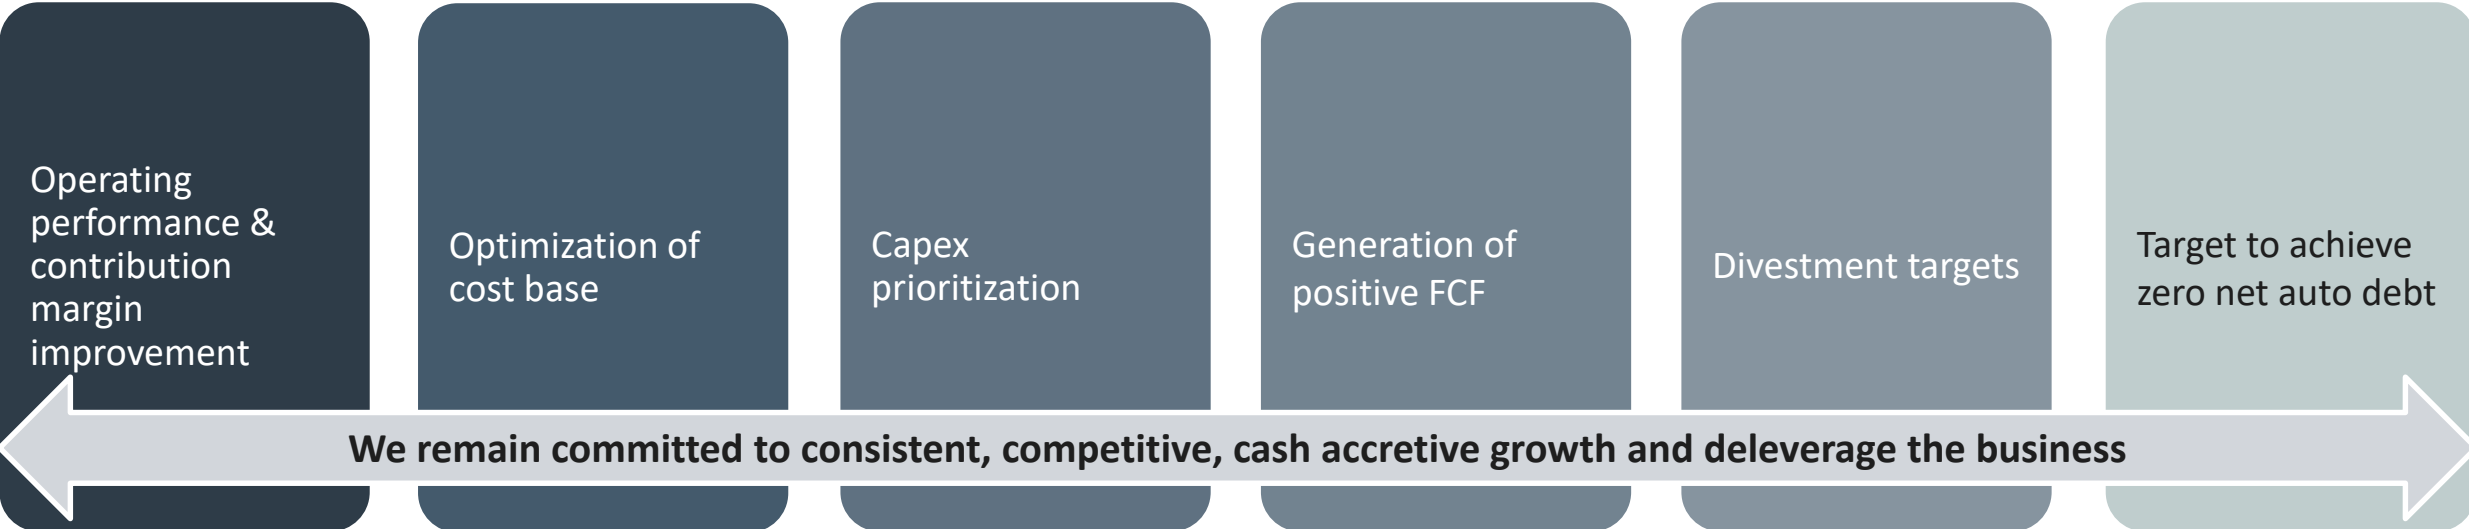 Operating
performance &
contribution
margin
improvement
Optimization of
cost base
Capex
prioritization
Generation of
positive FCF
Divestment targets
Target to achieve
zero net auto debt
We remain committed to consistent, competitive, cash accretive growth and deleverage the business